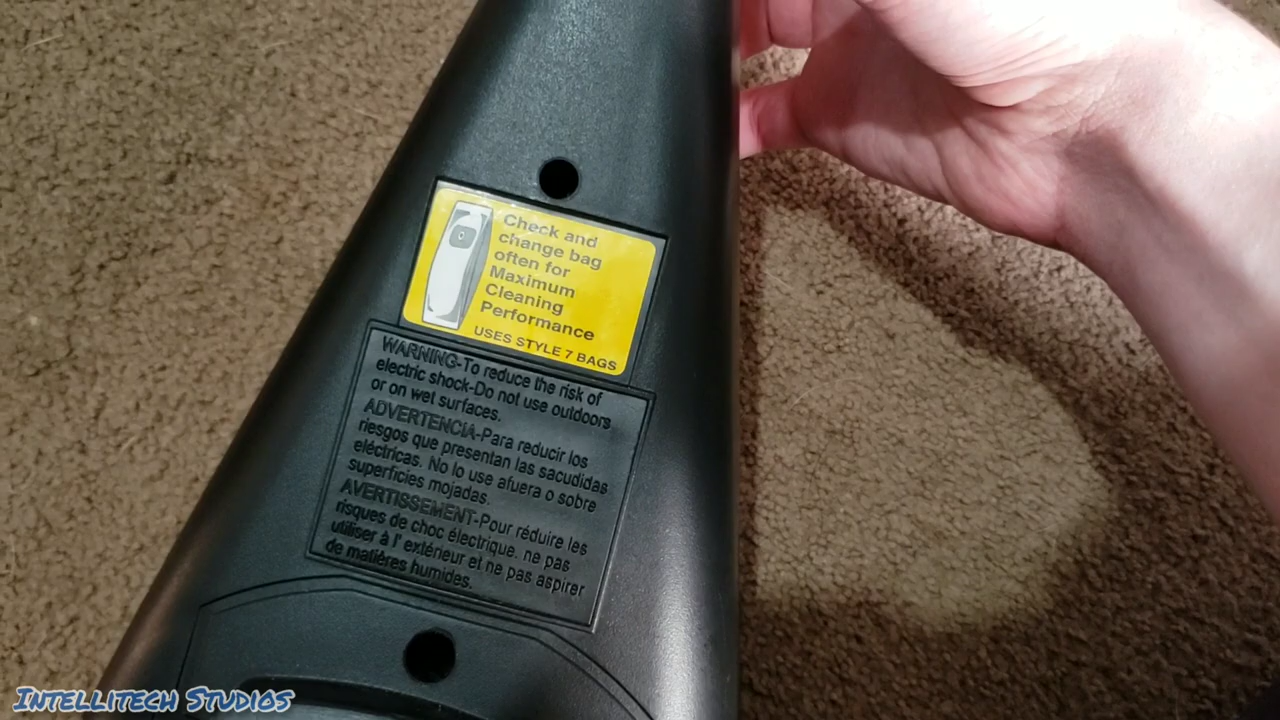 Check and
change bag
often for
Maximum
Cleaning
Performance
USES STYLE 7 BAGS
WARNING-To reduce the risk of
electric shock-Do not use outdoors
or on wet surfaces.
ADVERTENCIA-Para reducir los
riesgos que presentan las sacudidas
eléctricas. No lo use afuera o sobre
superficies mojadas.
AVERTISSEMENT-Pour réduire les
risques de choc électrique. ne pas
utiliser à l' extérieur et ne pas aspirer
de matières humides.
INTELLITECH STUDIOS